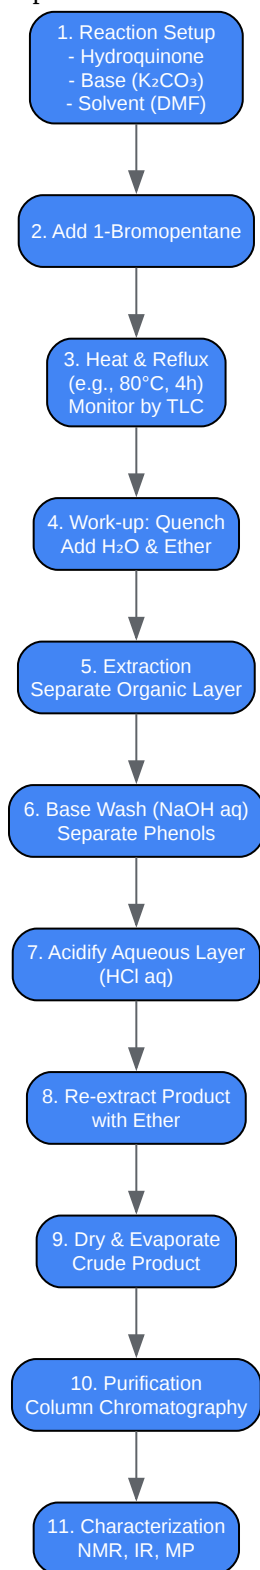 1. Reaction Setup
- Hydroquinone
- Base (K₂CO₃)
- Solvent (DMF)
2. Add 1-Bromopentane
3. Heat & Reflux
(e.g., 80°C, 4h)
Monitor by TLC
4. Work-up: Quench
Add H₂O & Ether
5. Extraction
Separate Organic Layer
6. Base Wash (NaOH aq)
Separate Phenols
7. Acidify Aqueous Layer
(HCl aq)
8. Re-extract Product
with Ether
9. Dry & Evaporate
Crude Product
10. Purification
Column Chromatography
11. Characterization
NMR, IR, MP